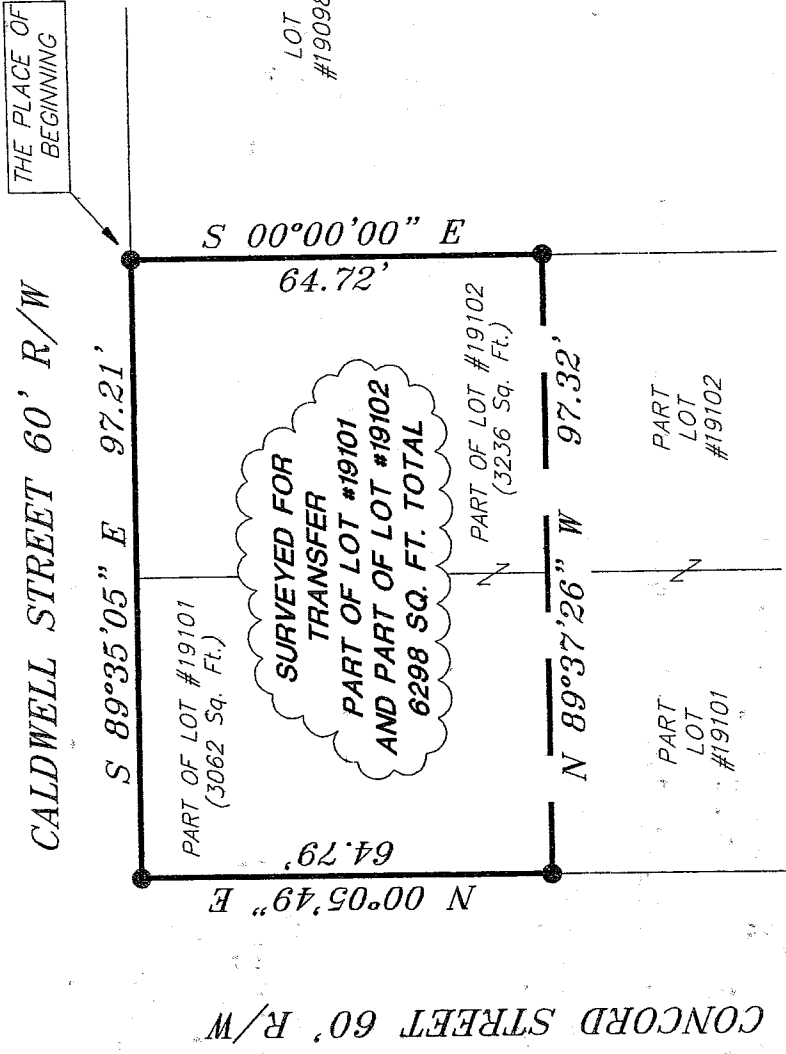 THE PLACE OF
BEGINNING
LOT
#19098
CALDWELL STREET 60' R/W
S 89°35'05" E 97.21'
S 00°00'00" E
64.72'
PART OF LOT #19101
(3062 Sq. Ft.)
SURVEYED FOR
TRANSFER
PART OF LOT #19101
AND PART OF LOT #19102
6298 SQ. FT. TOTAL
PART OF LOT #19102
(3236 Sq. Ft.)
N 00°05'49" E
64.79'
N 89°37'26" W 97.32'
PART
LOT
#19101
PART
LOT
#19102
CONCORD STREET 60' R/W